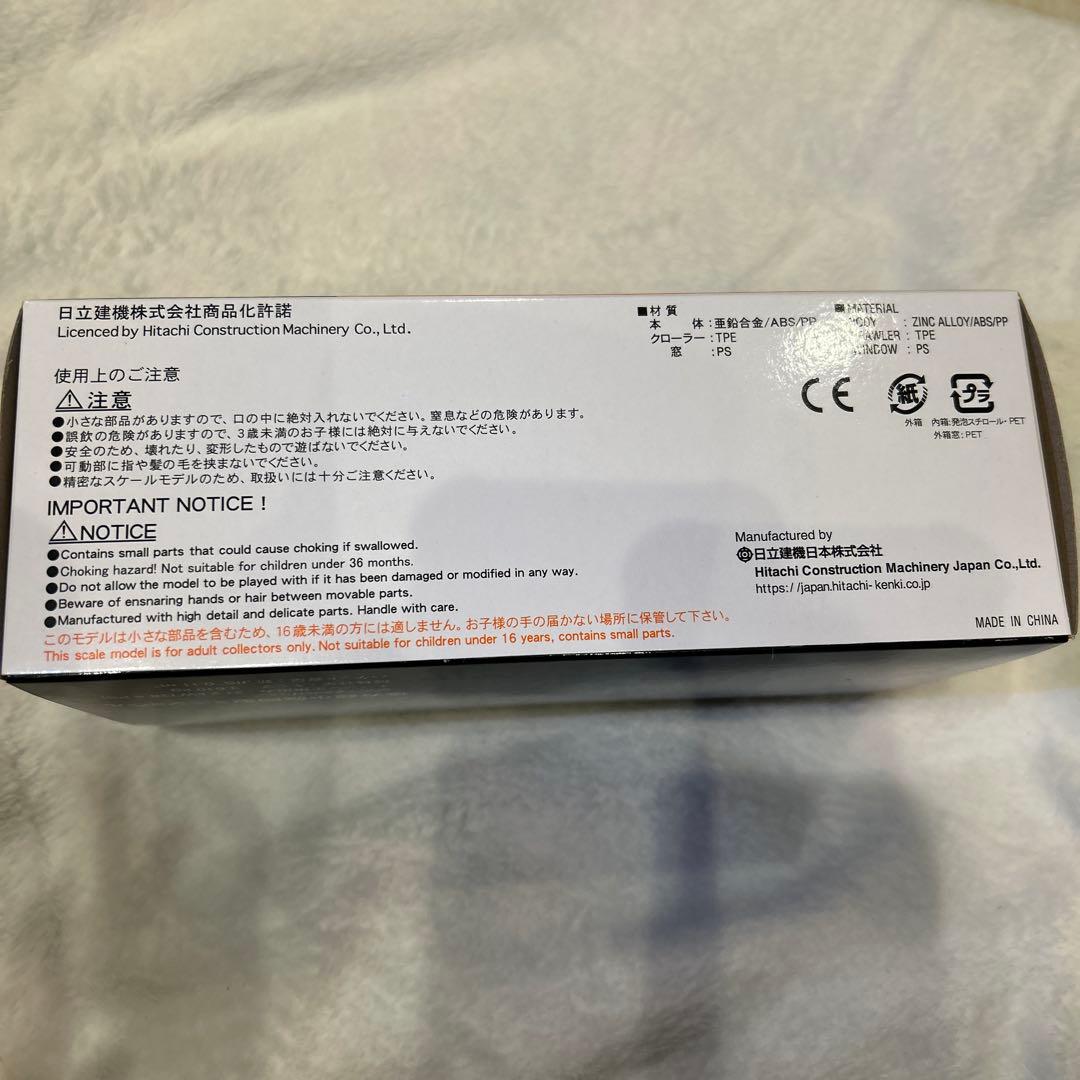 日立建機株式会社商品化許諾
Licenced by Hitachi Construction Machinery Co., Ltd.
■材 質
本 体:亜鉛合金/ABS/PP
クローラー:TPE
窓 :PS
■MATERIAL
: ZINC ALLOY/ABS/PP
: TPE
WINDOW : PS
使用上のご注意
⚠注意
●小さな部品がありますので、口の中に絶対入れないでください。窒息などの危険があります。
●誤飲の危険がありますので、3歳未満のお子様には絶対に与えないでください。
●安全のため、壊れたり、変形したもので遊ばないでください。
●可動部に指や髪の毛を挟まないでください。
●精密なスケールモデルのため、取扱いには十分ご注意ください。
CE
紙
外箱
プラ
内箱:発泡スチロール・PET
外箱窓:PET
IMPORTANT NOTICE !
⚠NOTICE
●Contains small parts that could cause choking if swallowed.
●Choking hazard! Not suitable for children under 36 months.
●Do not allow the model to be played with if it has been damaged or modified in any way.
●Beware of ensnaring hands or hair between movable parts.
●Manufactured with high detail and delicate parts. Handle with care.
このモデルは小さな部品を含むため、16歳未満の方には適しません。お子様の手の届かない場所に保管して下さい。
This scale model is for adult collectors only. Not suitable for children under 16 years, contains small parts.
Manufactured by
日立建機日本株式会社
Hitachi Construction Machinery Japan Co.,Ltd.
https://japan.hitachi-kenki.co.jp
MADE IN CHINA